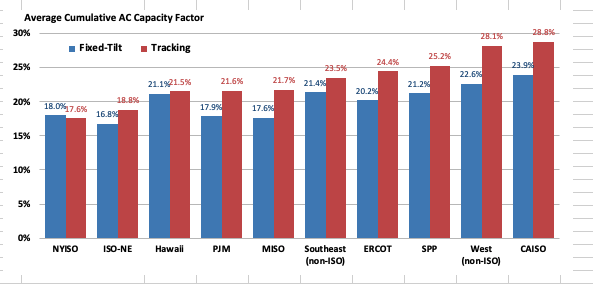 Average Cumulative AC Capacity Factor
30%
Fixed-Tilt Tracking
25%
20%
15%
10%
5%
0%
18.0% 17.6% 16.8% 18.8% 21.1% 21.5% 17.9% 21.6% 17.6% 21.7% 21.4% 23.5% 20.2% 24.4% 21.2% 25.2% 22.6% 28.1% 23.9% 28.8%
NYISO ISO-NE Hawaii PJM MISO Southeast ERCOT SPP West CAISO
(non-ISO) (non-ISO)